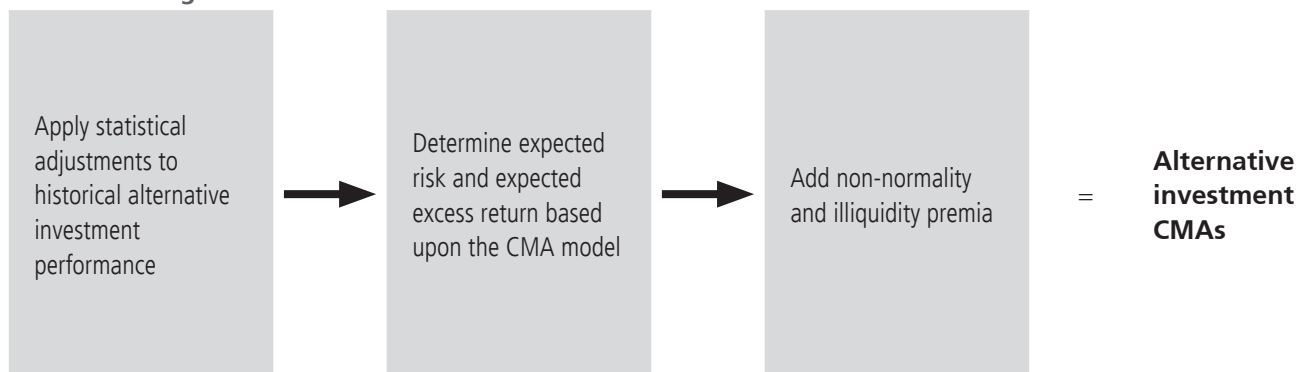 Apply statistical
adjustments to
historical alternative
investment
performance
Determine expected
risk and expected
excess return based
upon the CMA model
Add non-normality
and illiquidity premia
=
Alternative
investment
CMAs